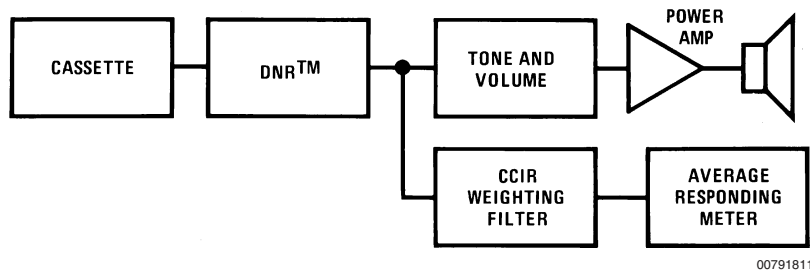 CASSETTE
DNR™
TONE AND
VOLUME
POWER
AMP
CCIR
WEIGHTING
FILTER
AVERAGE
RESPONDING
METER
00791811